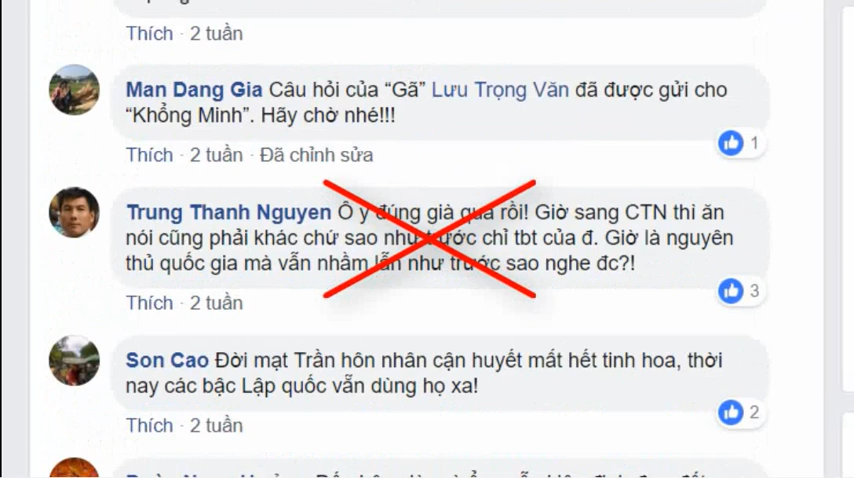 Thích · 2 tuần
Man Dang Gia Câu hỏi của “Gã” Lưu Trọng Văn đã được gửi cho
“Khổng Minh”. Hãy chờ nhé!!!
1
Thích · 2 tuần · Đã chỉnh sửa
Trung Thanh Nguyen Ô y đúng già quá rồi! Giờ sang CTN thì ăn
nói cũng phải khác chứ sao như trước chỉ tbt của đ. Giờ là nguyên
thủ quốc gia mà vẫn nhầm lẫn như trước sao nghe đc?!
3
Thích · 2 tuần
Son Cao Đời mạt Trần hôn nhân cận huyết mất hết tinh hoa, thời
nay các bậc Lập quốc vẫn dùng họ xa!
2
Thích · 2 tuần